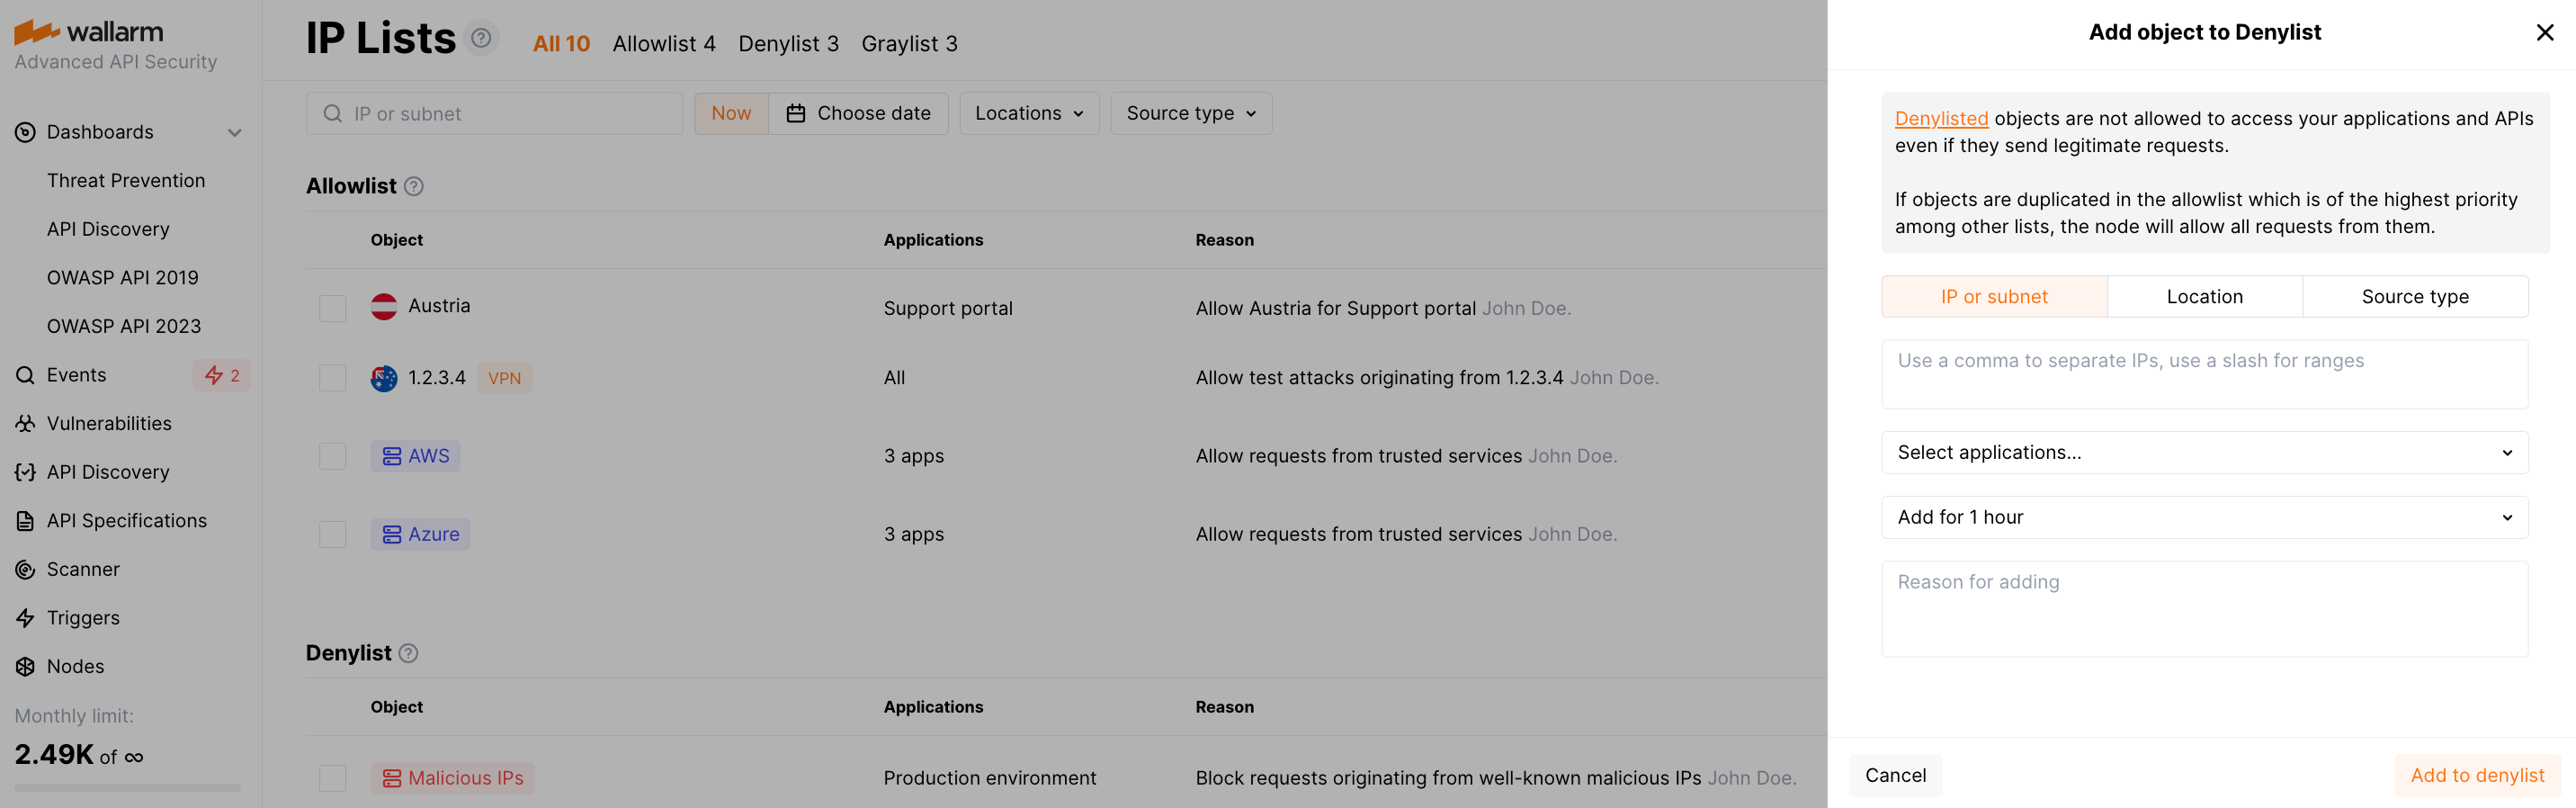 wallarm
Advanced API Security
Dashboards
Threat Prevention
API Discovery
OWASP API 2019
OWASP API 2023
Events 2
Vulnerabilities
API Discovery
API Specifications
Scanner
Triggers
Nodes
Monthly limit:
2.49K of ∞
IP Lists ? All 10 Allowlist 4 Denylist 3 Graylist 3
IP or subnet Now Choose date Locations Source type
Allowlist ?
Object Applications Reason
Austria Support portal Allow Austria for Support portal John Doe.
1.2.3.4 VPN All Allow test attacks originating from 1.2.3.4 John Doe.
AWS 3 apps Allow requests from trusted services John Doe.
Azure 3 apps Allow requests from trusted services John Doe.
Denylist ?
Object Applications Reason
Malicious IPs Production environment Block requests originating from well-known malicious IPs John Doe.
Add object to Denylist
Denylisted objects are not allowed to access your applications and APIs
even if they send legitimate requests.
If objects are duplicated in the allowlist which is of the highest priority
among other lists, the node will allow all requests from them.
IP or subnet Location Source type
Use a comma to separate IPs, use a slash for ranges
Select applications...
Add for 1 hour
Reason for adding
Cancel Add to denylist